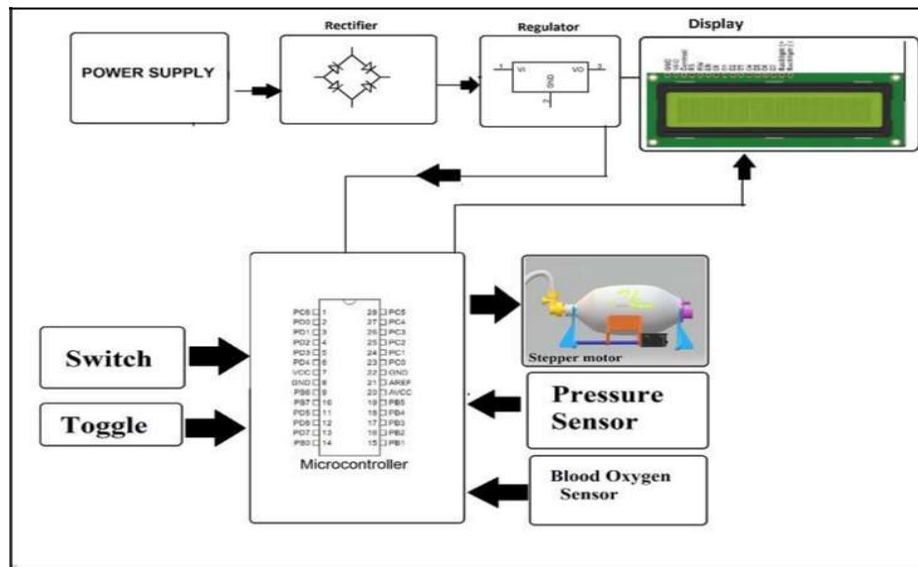 Rectifier
Regulator
Display
POWER SUPPLY
1 VI VO 3
GND
2
Switch
Toggle
PC6 1 28 PC5
PD0 2 27 PC4
PD1 3 26 PC3
PD2 4 25 PC2
PD3 5 24 PC1
PD4 6 23 PC0
VCC 7 22 GND
GND 8 21 AREF
PB6 9 20 AVCC
PB7 10 19 PB5
PD5 11 18 PB4
PD6 12 17 PB3
PD7 13 16 PB2
PB0 14 15 PB1
Microcontroller
Stepper motor
Pressure
Sensor
Blood Oxygen
Sensor